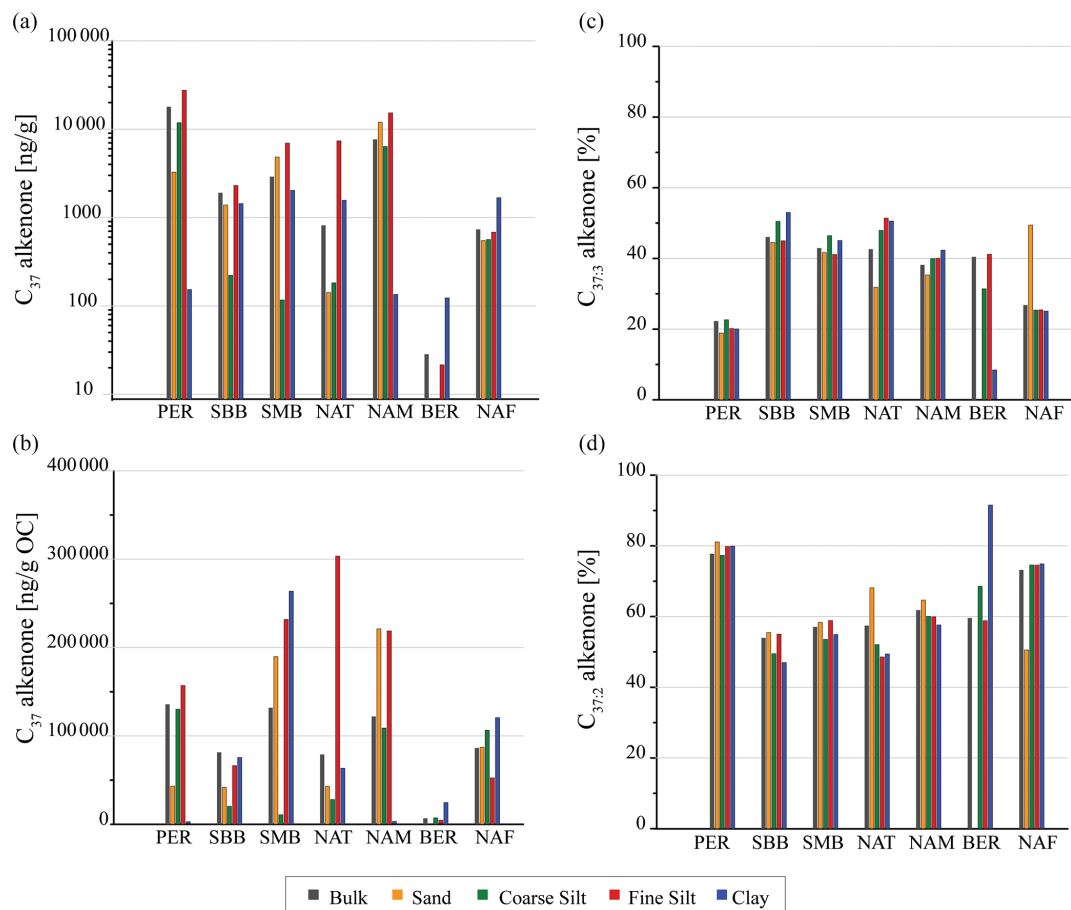 (a)
100 000
10 000
1000
100
10
C37 alkenone [ng/g]
PER SBB SMB NAT NAM BER NAF
(c)
100
80
60
40
20
0
C37:3 alkenone [%]
PER SBB SMB NAT NAM BER NAF
(b)
400 000
300 000
200 000
100 000
0
C37 alkenone [ng/g OC]
PER SBB SMB NAT NAM BER NAF
(d)
100
80
60
40
20
0
C37:2 alkenone [%]
PER SBB SMB NAT NAM BER NAF
Bulk Sand Coarse Silt Fine Silt Clay